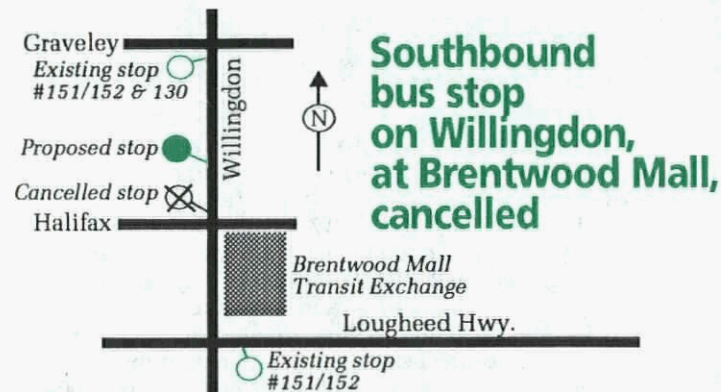 Graveley
Existing stop
#151/152 & 130
Willingdon
Proposed stop
Cancelled stop
Halifax
N
Southbound
bus stop
on Willingdon,
at Brentwood Mall,
cancelled
Brentwood Mall
Transit Exchange
Lougheed Hwy.
Existing stop
#151/152